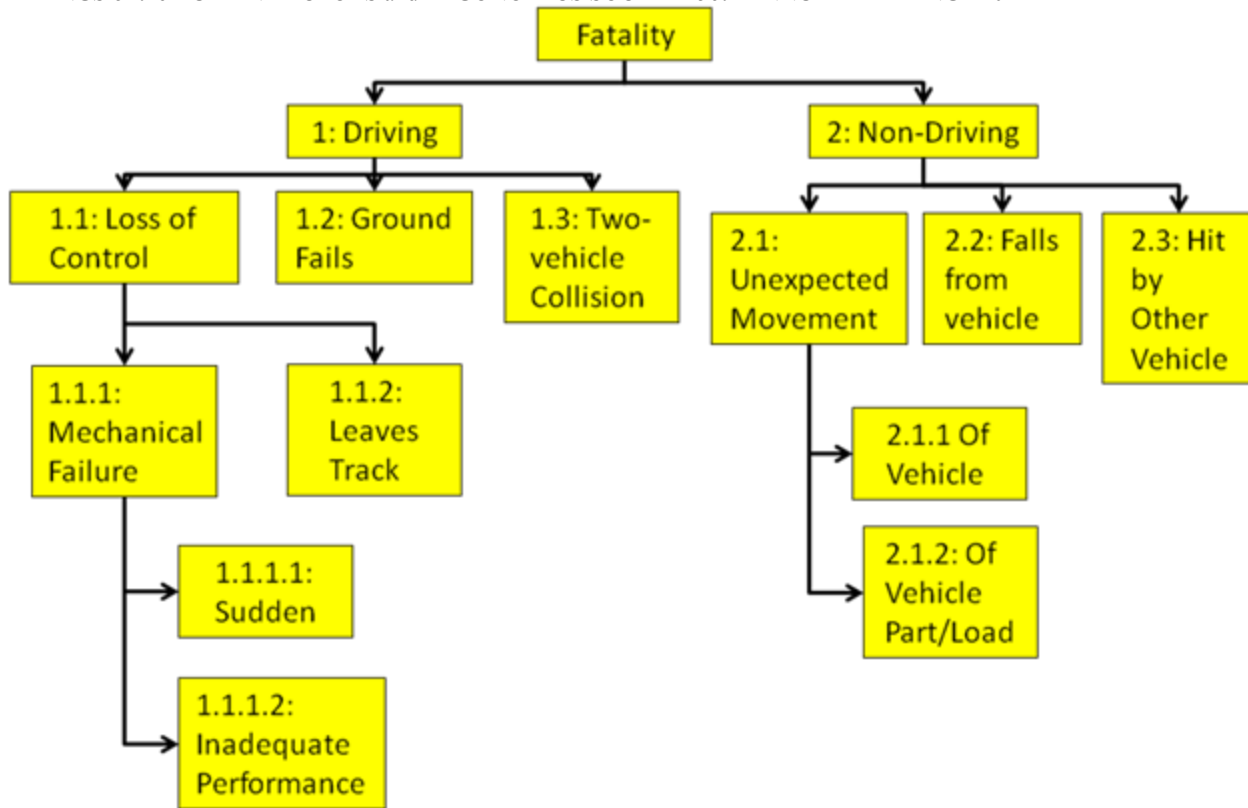 Fatality
1: Driving
2: Non-Driving
1.1: Loss of
Control
1.2: Ground
Fails
1.3: Two-
vehicle
Collision
2.1:
Unexpected
Movement
2.2: Falls
from
vehicle
2.3: Hit
by
Other
Vehicle
1.1.1:
Mechanical
Failure
1.1.2:
Leaves
Track
2.1.1 Of
Vehicle
2.1.2: Of
Vehicle
Part/Load
1.1.1.1:
Sudden
1.1.1.2:
Inadequate
Performance